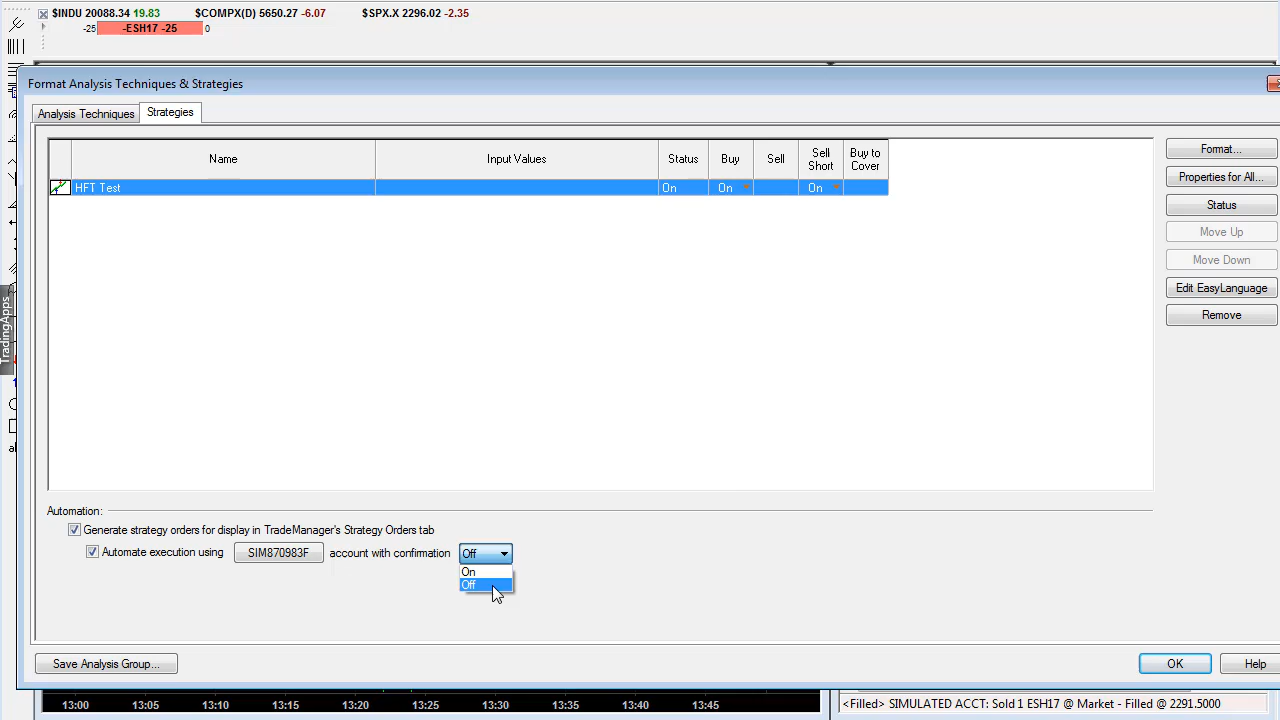 $INDU 20088.34 19.83 $COMPX(D) 5650.27 -6.07 $SPX.X 2296.02 -2.35
-25 -ESH17 -25 0
Format Analysis Techniques & Strategies
Analysis Techniques Strategies
Name Input Values Status Buy Sell Sell Short Buy to Cover
HFT Test On On On
Format...
Properties for All...
Status
Move Up
Move Down
Edit EasyLanguage
Remove
TradingApps
Automation:
Generate strategy orders for display in TradeManager's Strategy Orders tab
Automate execution using SIM870983F account with confirmation Off
On
Off
Save Analysis Group... OK Help
13:00 13:05 13:10 13:15 13:20 13:25 13:30 13:35 13:40 13:45
<Filled> SIMULATED ACCT: Sold 1 ESH17 @ Market - Filled @ 2291.5000